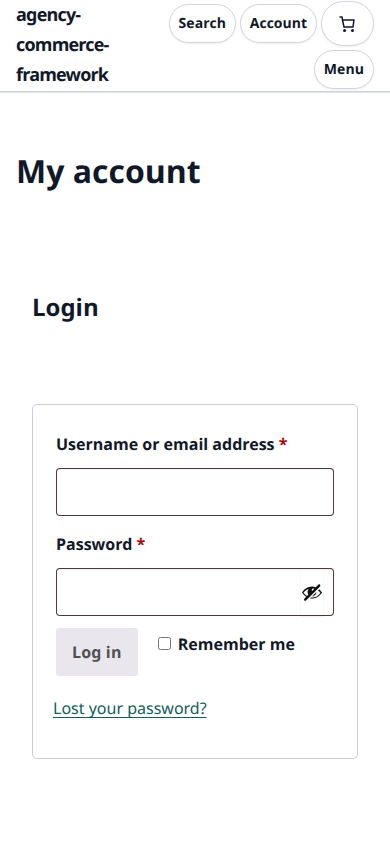 agency-
commerce-
framework
Search
Account
Menu
My account
Login
Username or email address *
Password *
Log in
Remember me
Lost your password?